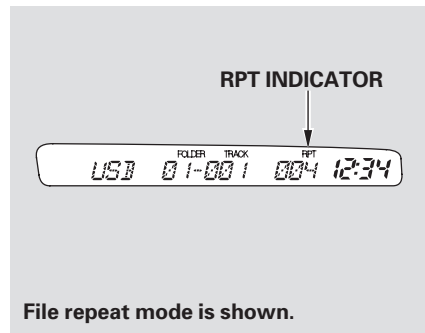 RPT INDICATOR
FOLDER TRACK RPT
USB 01-001 004 12:34
File repeat mode is shown.